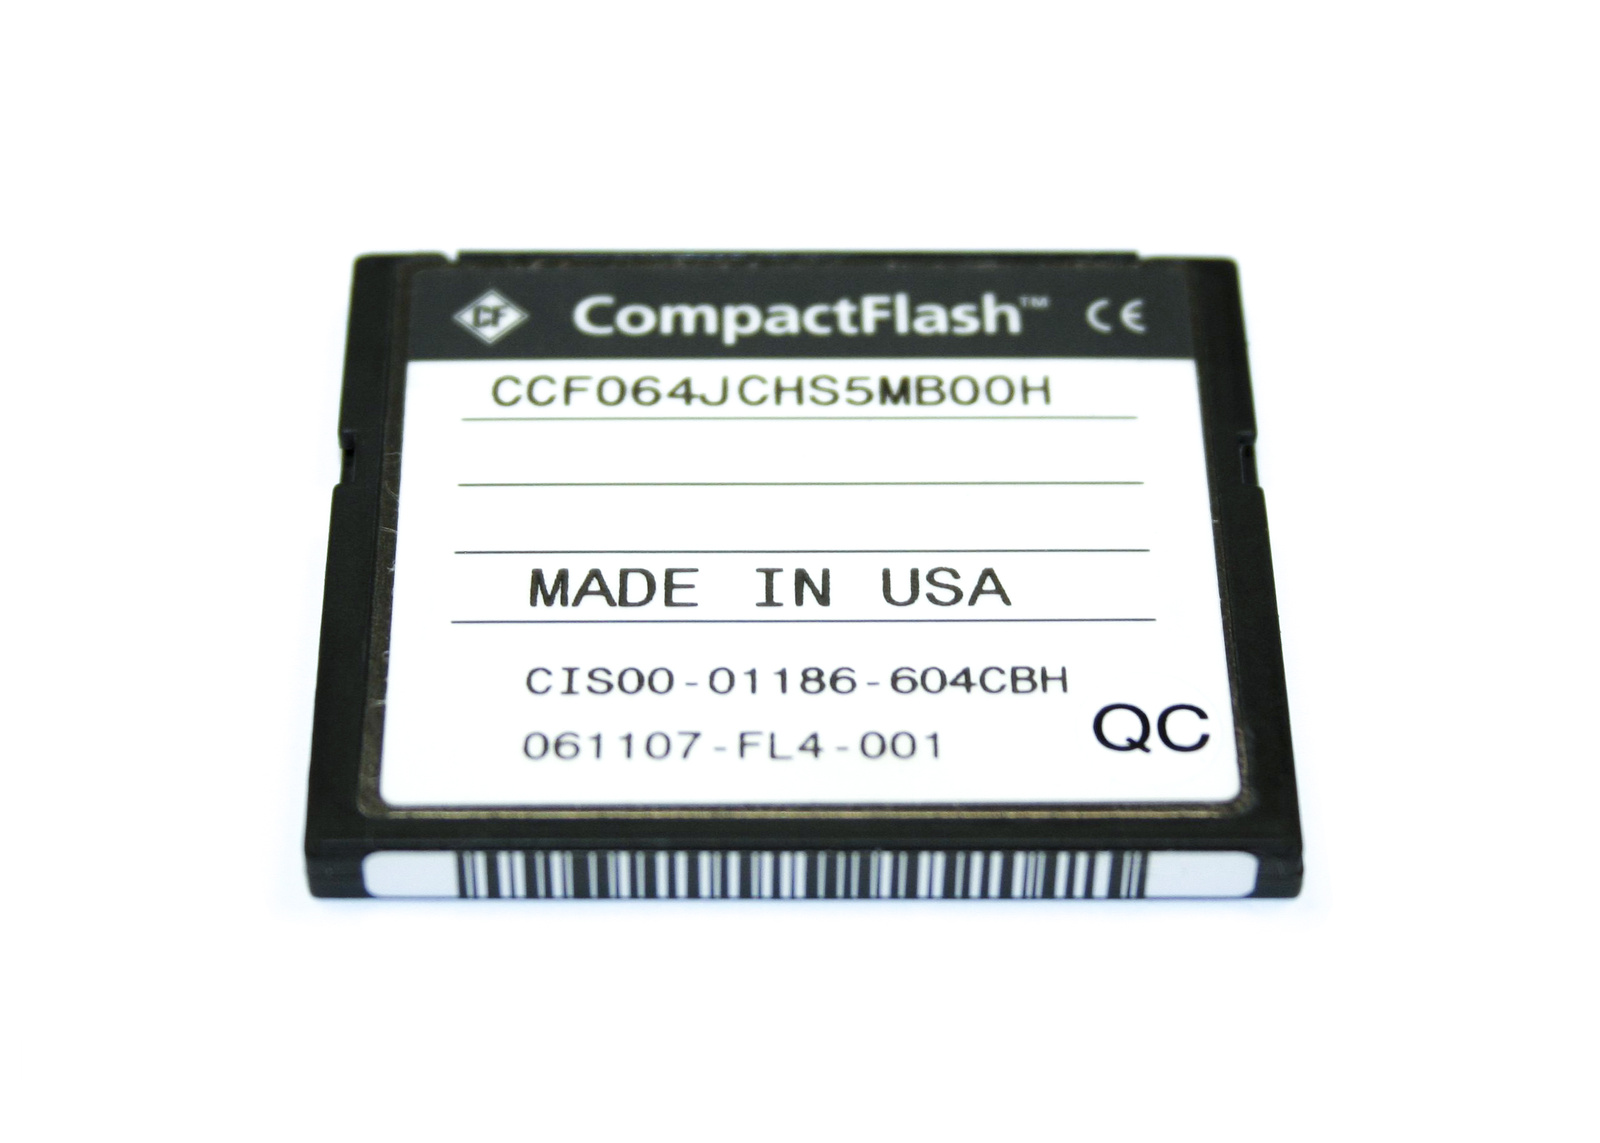 CF CompactFlash™ CE
CCF064JCHS5MB00H
MADE IN USA
CIS00-01186-604CBH
QC
061107-FL4-001